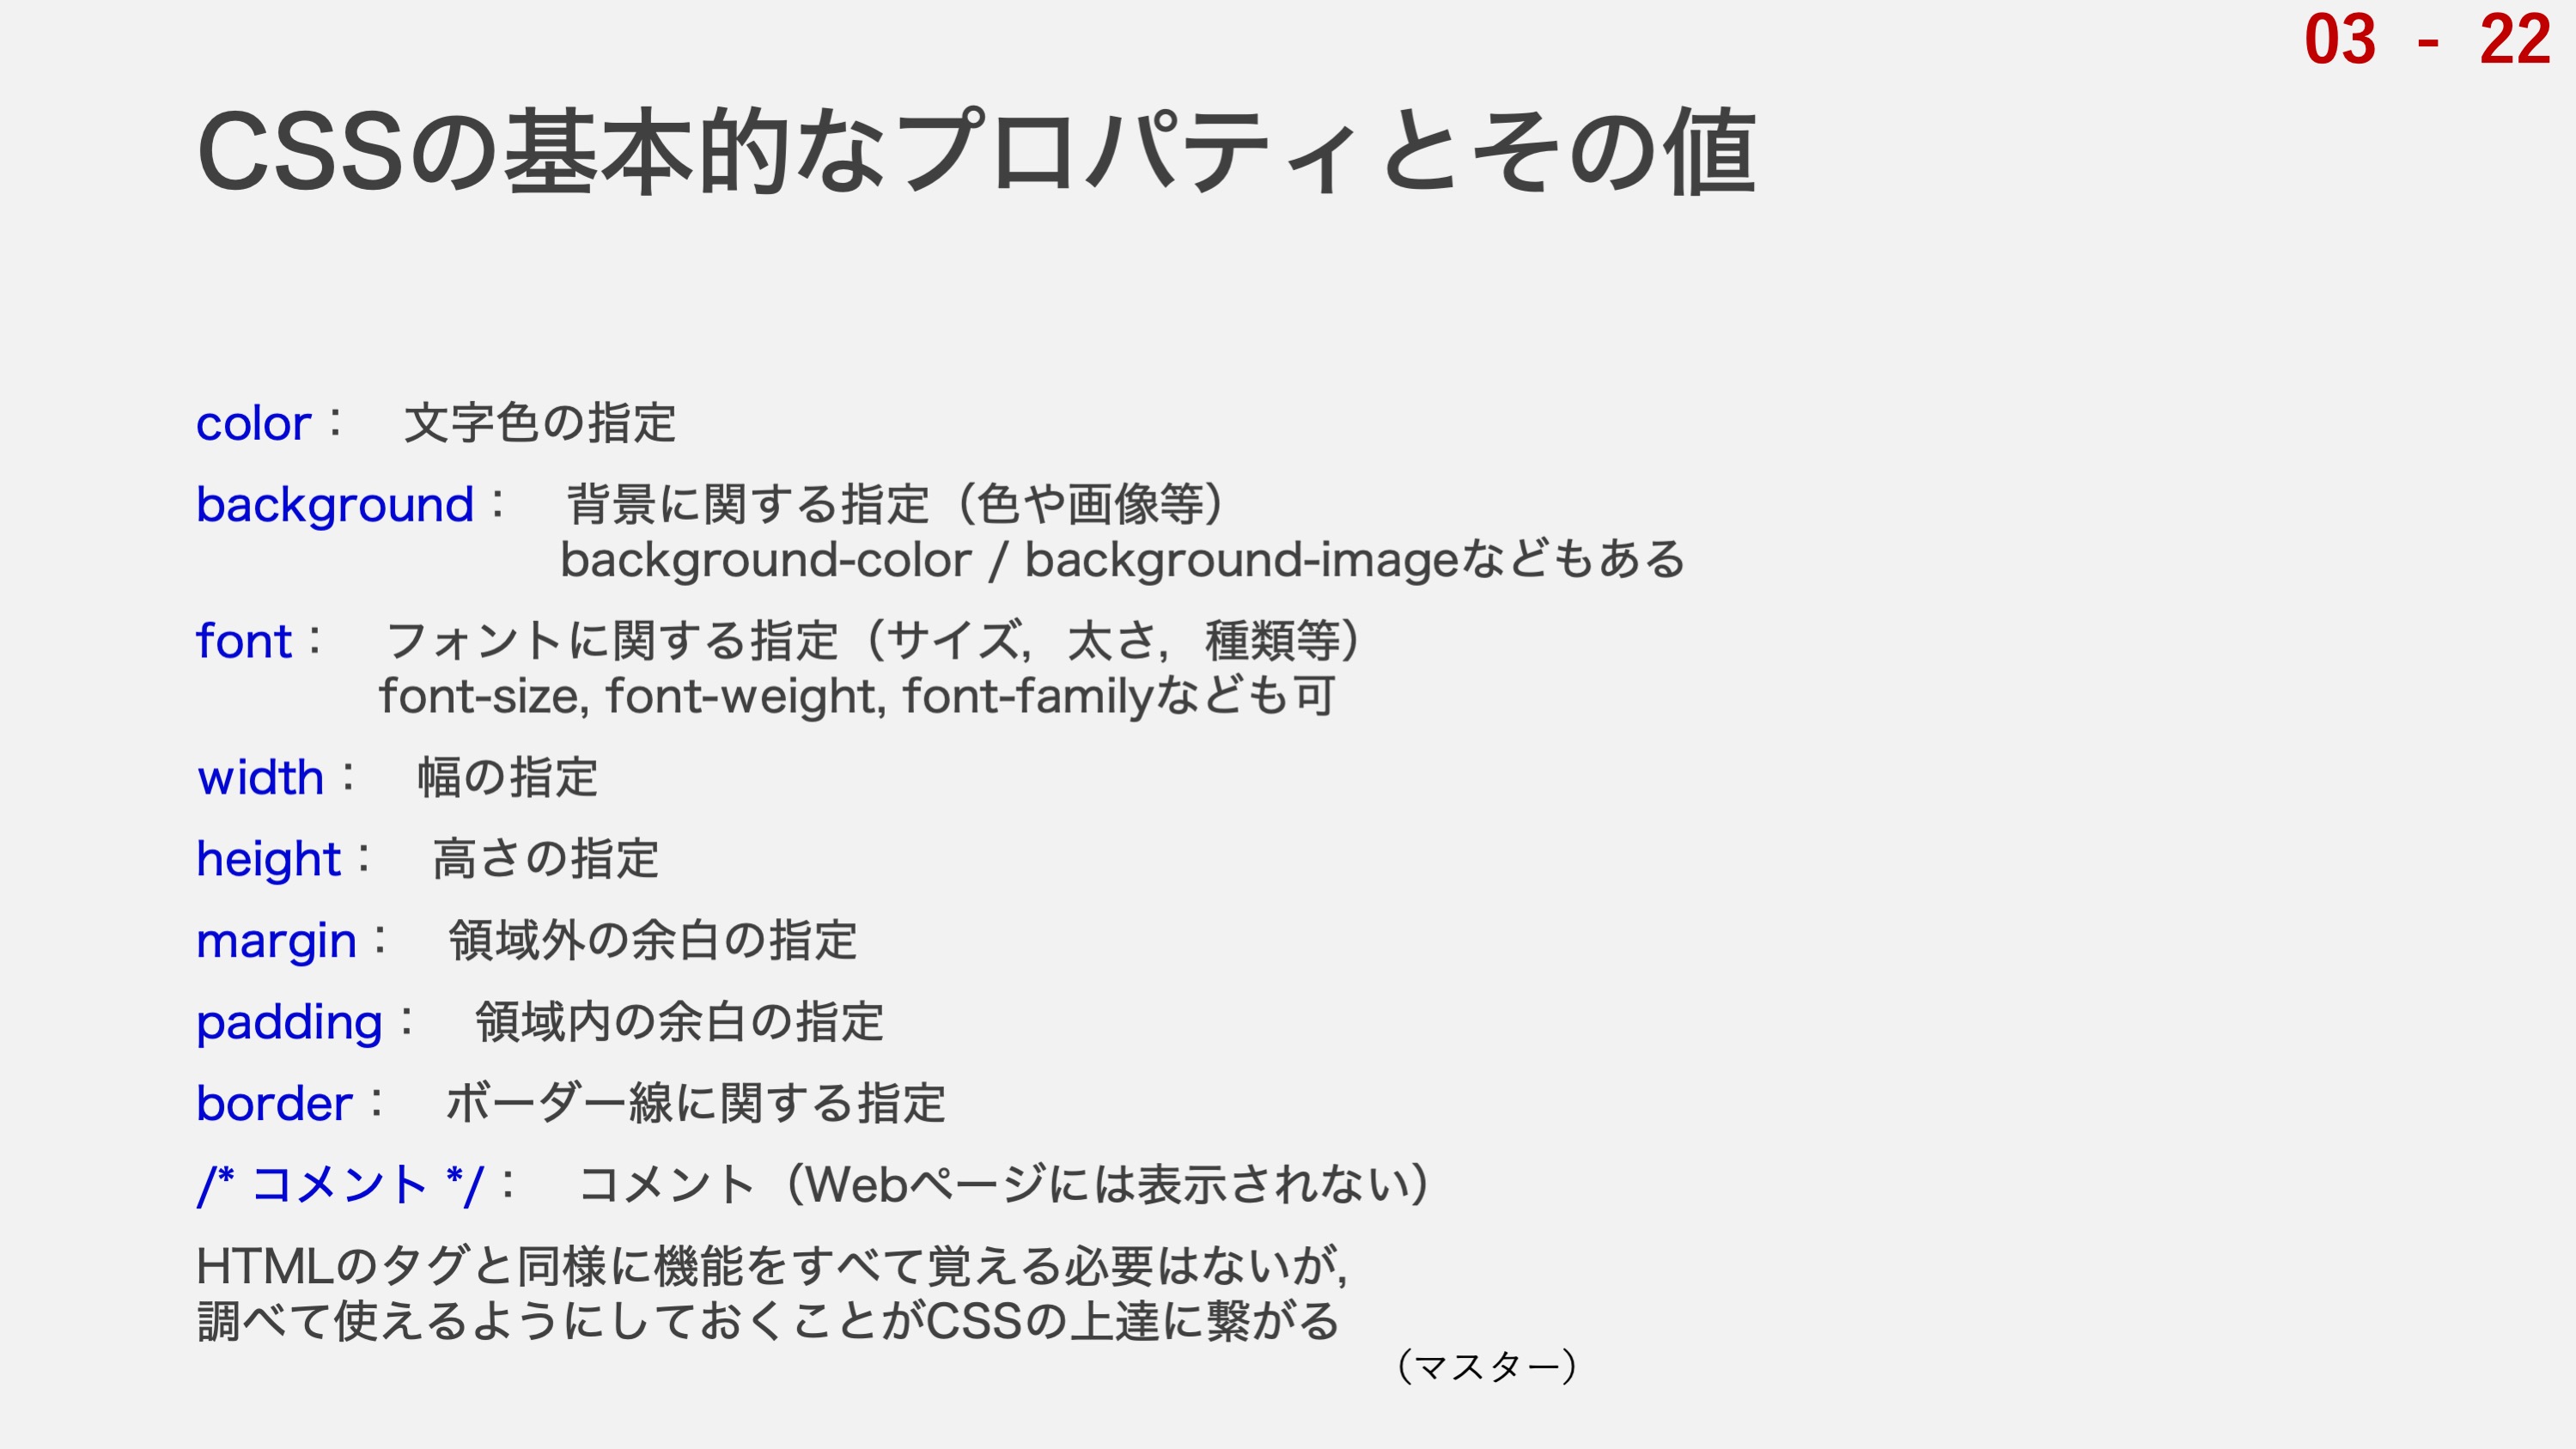 03 - 22
CSSの基本的なプロパティとその値
color： 文字色の指定
background： 背景に関する指定（色や画像等）
background-color / background-imageなどもある
font： フォントに関する指定（サイズ，太さ，種類等）
font-size, font-weight, font-familyなども可
width： 幅の指定
height： 高さの指定
margin： 領域外の余白の指定
padding： 領域内の余白の指定
border： ボーダー線に関する指定
/* コメント */： コメント（Webページには表示されない）
HTMLのタグと同様に機能をすべて覚える必要はないが，
調べて使えるようにしておくことがCSSの上達に繋がる
（マスター）